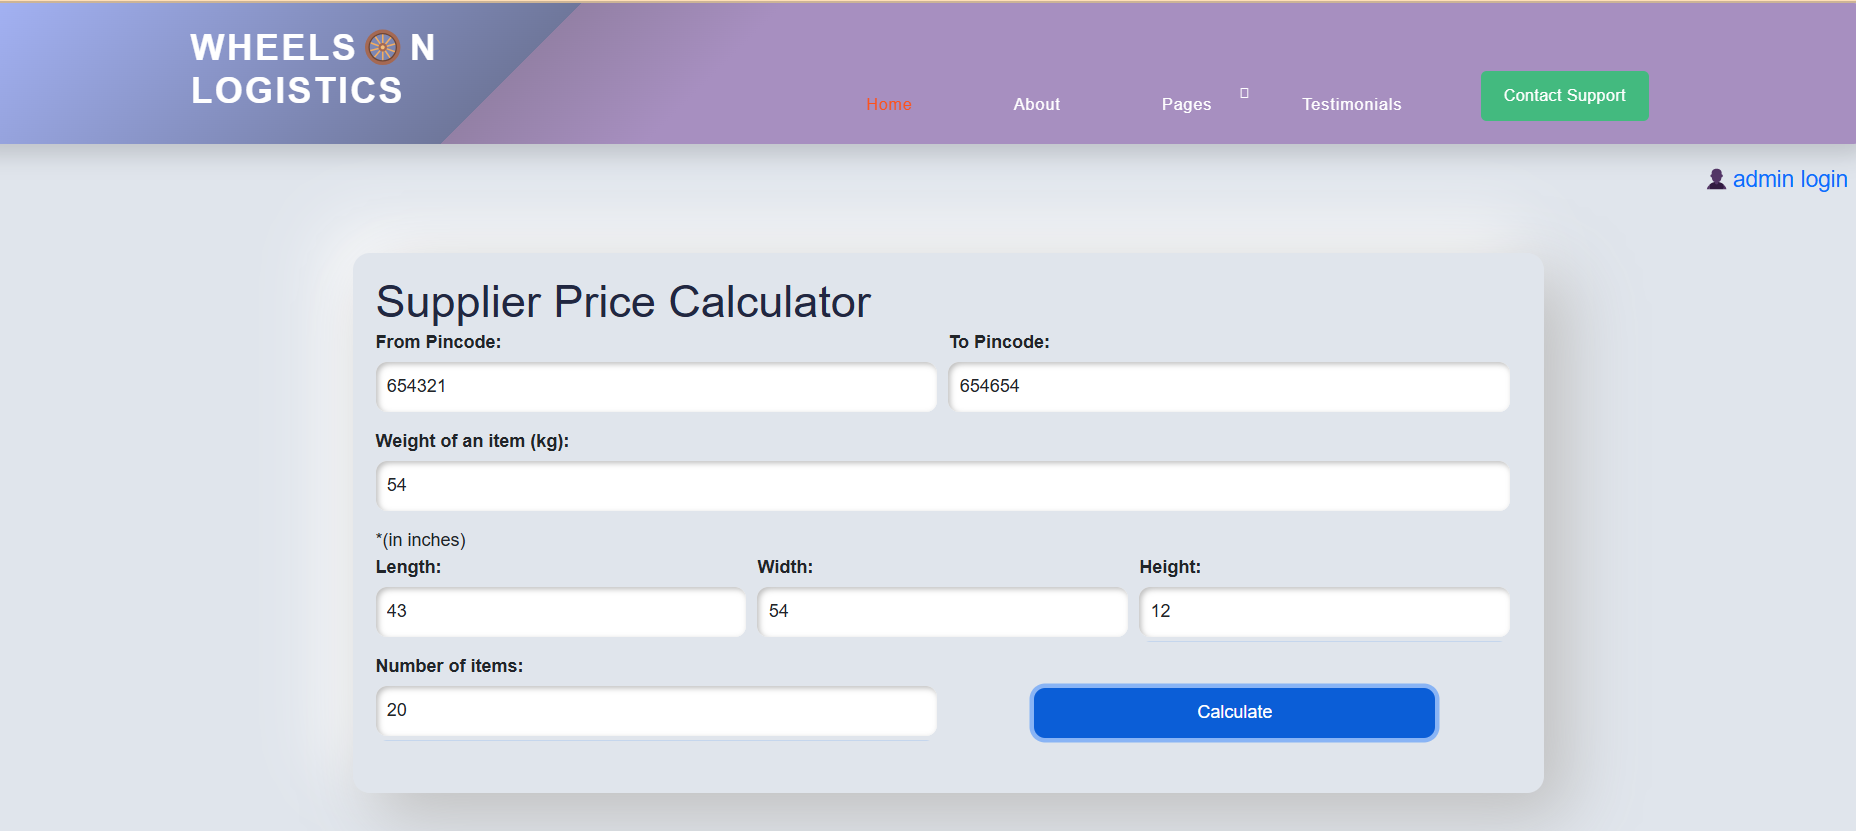 WHEELS N
LOGISTICS
Home About Pages Testimonials Contact Support
admin login
Supplier Price Calculator
From Pincode: To Pincode:
654321 654654
Weight of an item (kg):
54
*(in inches)
Length: Width: Height:
43 54 12
Number of items:
20 Calculate